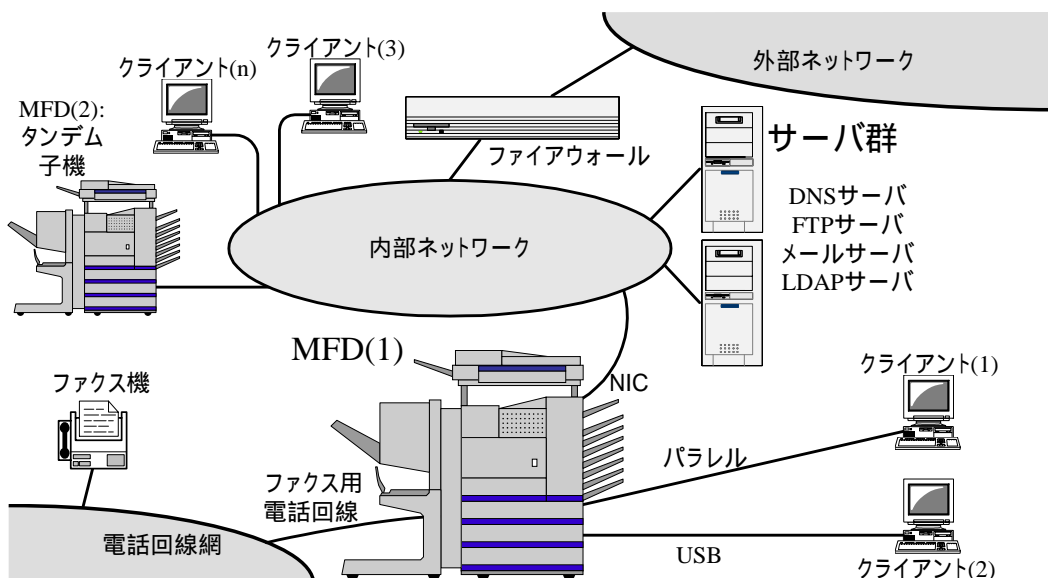 クライアント(3)
クライアント(n)
外部ネットワーク
MFD(2):
タンデム
子機
ファイアウォール
サーバ群
DNSサーバ
FTPサーバ
メールサーバ
LDAPサーバ
内部ネットワーク
MFD(1)
NIC
クライアント(1)
ファクス機
パラレル
ファクス用
電話回線
電話回線網
USB
クライアント(2)